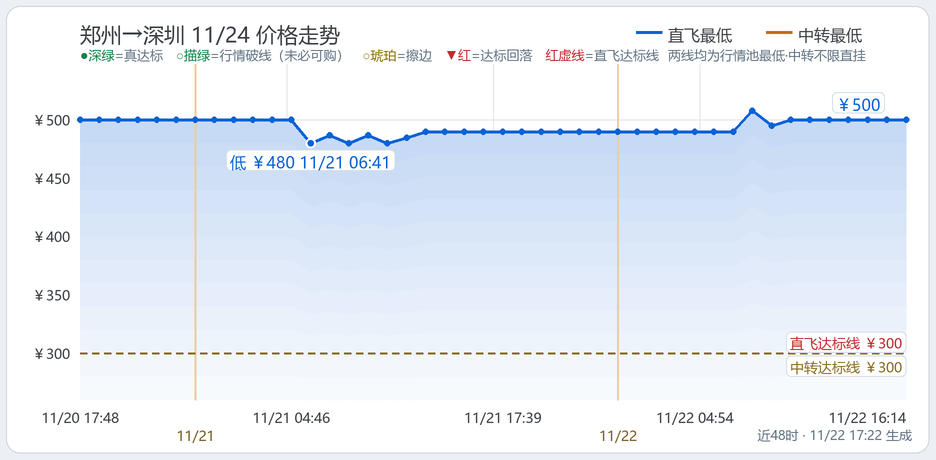 郑州→深圳 11/24 价格走势
直飞最低 中转最低
●深绿=真达标 ○描绿=行情破线（未必可购） ○琥珀=擦边 ▼红=达标回落 红虚线=直飞达标线 两线均为行情池最低·中转不限直挂
¥500
¥500
低 ¥480 11/21 06:41
¥450
¥400
¥350
直飞达标线 ¥300
¥300
中转达标线 ¥300
11/20 17:48 11/21 04:46 11/21 17:39 11/22 04:54 11/22 16:14
11/21 11/22 近48时 · 11/22 17:22 生成